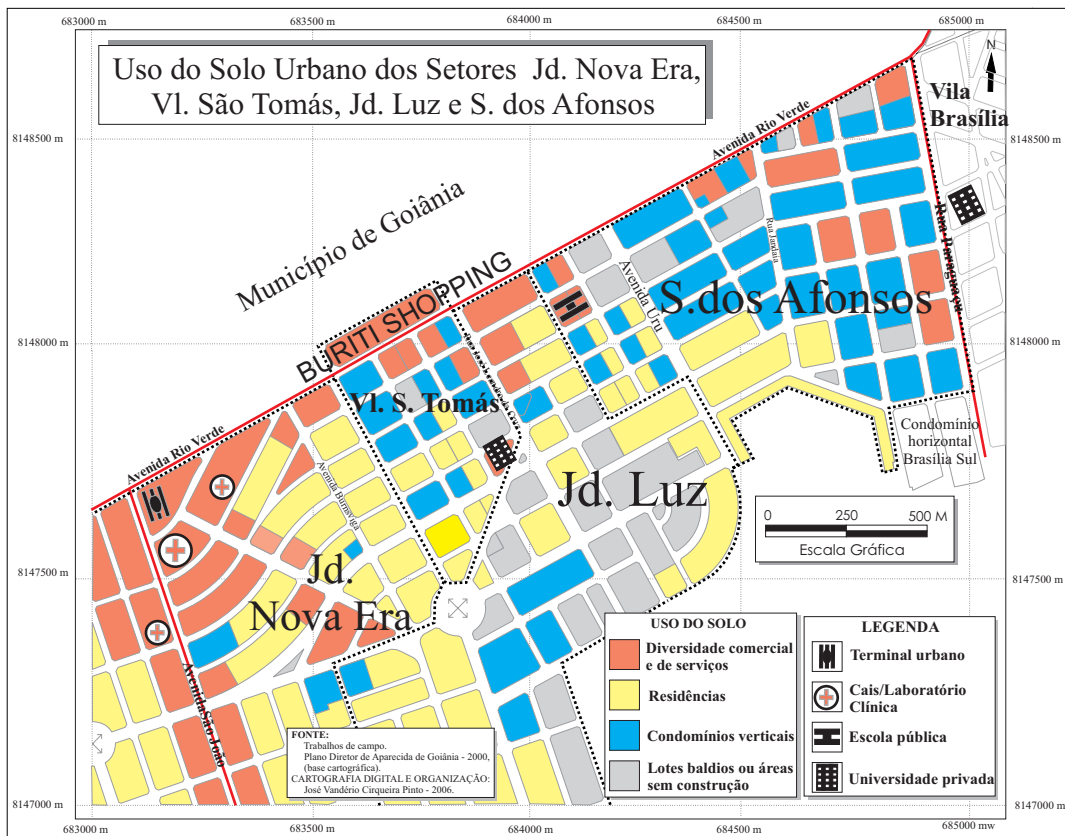 683000 m
683500 m
684000 m
684500 m
685000 m
Uso do Solo Urbano dos Setores Jd. Nova Era,
Vl. São Tomás, Jd. Luz e S. dos Afonsos
N
Vila
Brasília
8148500 m
8148500 m
Avenida Rio Verde
Município de Goiânia
Rua Paraguaçu
Rua Jandaia
Avenida Uru
S.dos Afonsos
BURITI SHOPPING
8148000 m
8148000 m
Vl. S. Tomás
Avenida Rio Verde
Condomínio
horizontal
Brasília Sul
Avenida Burnsviga
Jd. Luz
0 250 500 M
Escala Gráfica
8147500 m
8147500 m
Jd.
Nova Era
USO DO SOLO
Diversidade comercial
e de serviços
Residências
Condomínios verticais
Lotes baldios ou áreas
sem construção
LEGENDA
Terminal urbano
Cais/Laboratório
Clínica
Escola pública
Universidade privada
AvenidaSão João
FONTE:
Trabalhos de campo.
Plano Diretor de Aparecida de Goiânia - 2000,
(base cartográfica).
CARTOGRAFIA DIGITAL E ORGANIZAÇÃO:
José Vandério Cirqueira Pinto - 2006.
8147000 m
8147000 m
683000 m
683500 m
684000 m
684500 m
685000 mw